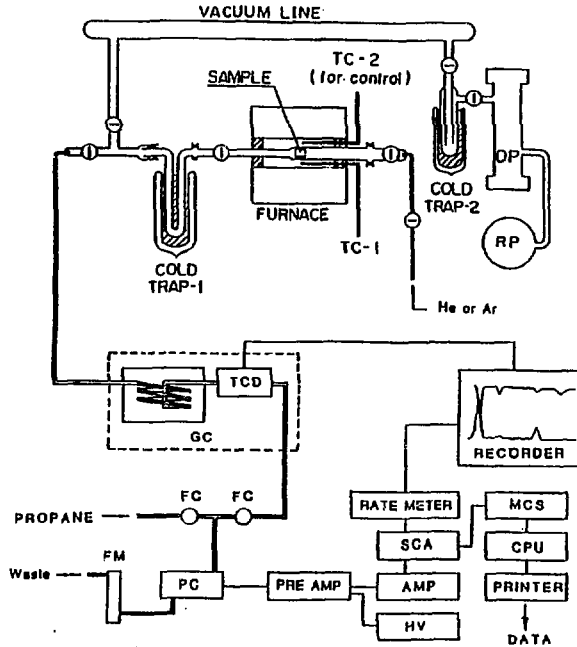 VACUUM LINE
TC-2
(for control)
SAMPLE
FURNACE
TC-1
COLD
TRAP-1
COLD
TRAP-2
DP
RP
He or Ar
TCD
GC
RECORDER
FC
FC
PROPANE
RATE METER
MCS
SCA
CPU
FM
Waste
PC
PRE AMP
AMP
PRINTER
HV
DATA